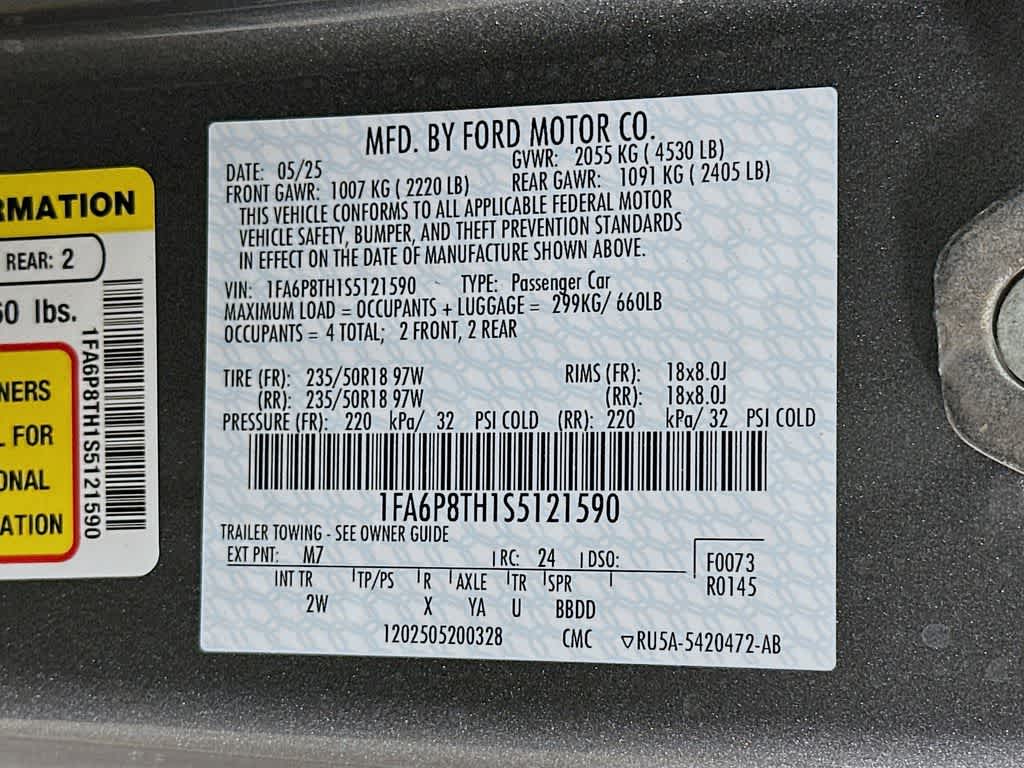 RMATION
REAR: 2
60 lbs.
NERS
L FOR
ONAL
ATION
1FA6P8TH1S5121590
MFD. BY FORD MOTOR CO.
DATE: 05/25 GVWR: 2055 KG ( 4530 LB)
FRONT GAWR: 1007 KG ( 2220 LB) REAR GAWR: 1091 KG ( 2405 LB)
THIS VEHICLE CONFORMS TO ALL APPLICABLE FEDERAL MOTOR
VEHICLE SAFETY, BUMPER, AND THEFT PREVENTION STANDARDS
IN EFFECT ON THE DATE OF MANUFACTURE SHOWN ABOVE.
VIN: 1FA6P8TH1S5121590 TYPE: Passenger Car
MAXIMUM LOAD = OCCUPANTS + LUGGAGE = 299KG/ 660LB
OCCUPANTS = 4 TOTAL; 2 FRONT, 2 REAR
TIRE (FR): 235/50R18 97W RIMS (FR): 18x8.0J
(RR): 235/50R18 97W (RR): 18x8.0J
PRESSURE (FR): 220 kPa/ 32 PSI COLD (RR): 220 kPa/ 32 PSI COLD
1FA6P8TH1S5121590
TRAILER TOWING - SEE OWNER GUIDE
EXT PNT: M7 RC: 24 DSO: F0073
R0145
INT TR TP/PS R AXLE TR SPR
2W X YA U BBDD
1202505200328 CMC ▽RU5A-5420472-AB